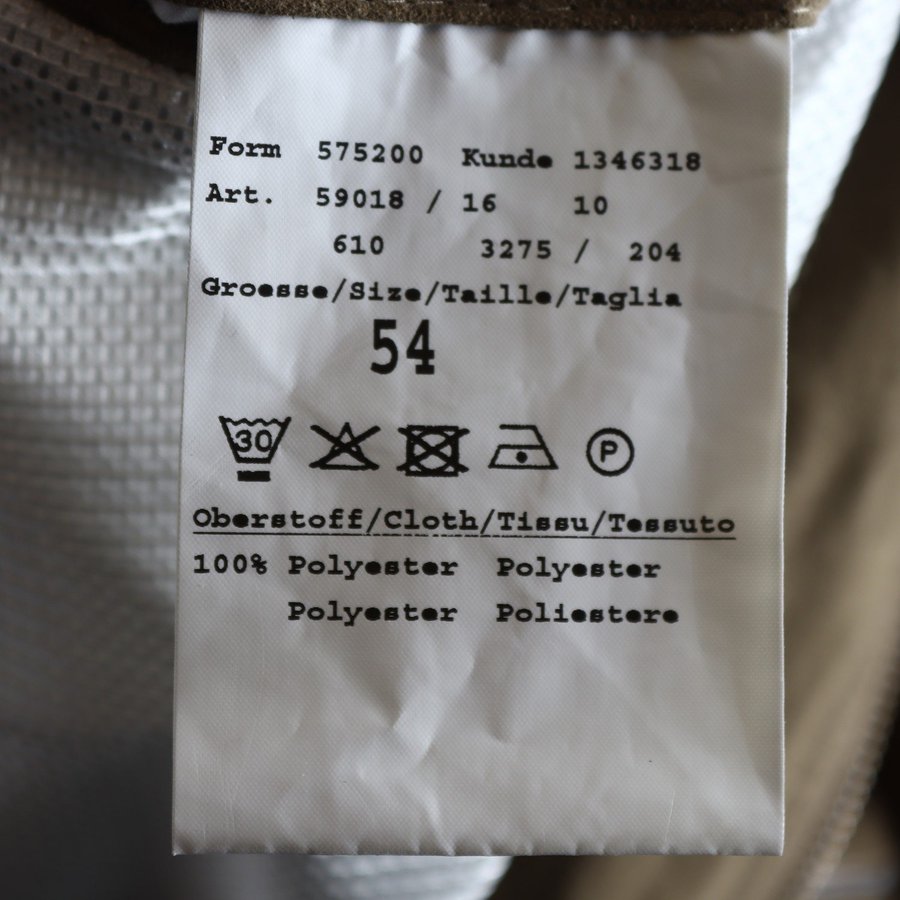 Form 575200 Kunde 1346318
Art. 59018 / 16 10
610 3275 / 204
Groesse/Size/Taille/Taglia
54
30 P
Oberstoff/Cloth/Tissu/Tessuto
100% Polyester Polyester
Polyester Poliestere